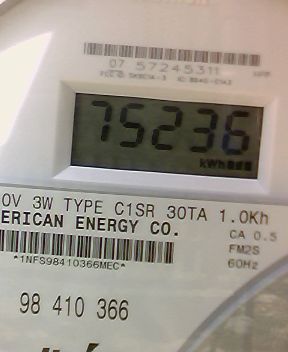 07 57245311
75236
kWh
0V 3W TYPE C1SR 30TA 1.0Kh
ERICAN ENERGY CO.
CA 0.5
FM2S
60Hz
*1NFS98410366MEC*
98 410 366